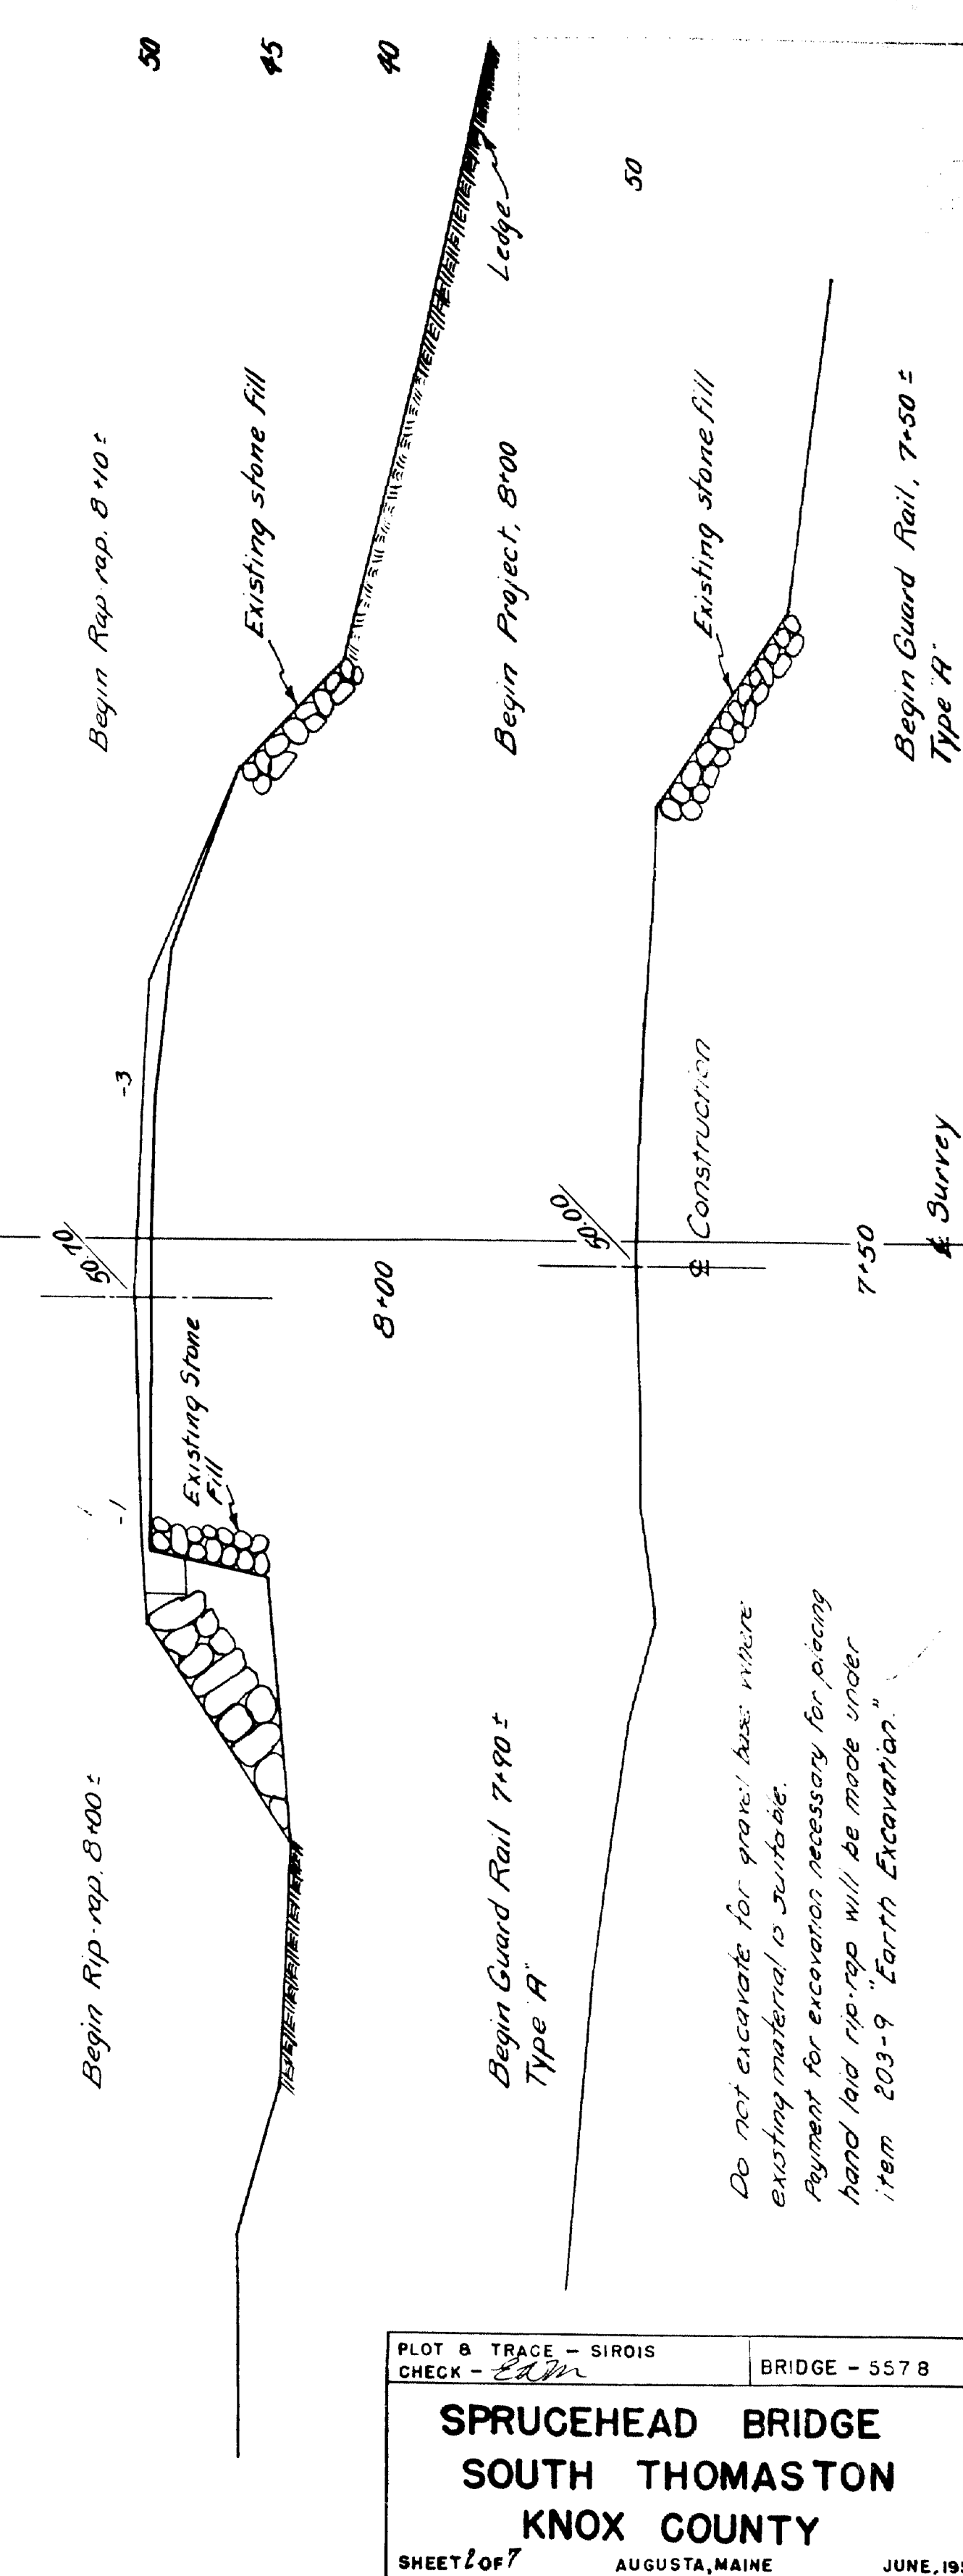 50
45
40
Begin Rap-rap. 8+10±
Existing stone fill
Ledge
-3
50.70
8+00
-1
Existing Stone
Fill
Begin Rip-rap. 8+00±
Begin Project, 8+00
50
Existing stone fill
50.00
℄ Construction
7+50
℄ Survey
Begin Guard Rail, 7+50±
Type "A"
Begin Guard Rail 7+90±
Type "A"
Do not excavate for gravel base where
existing material is suitable.
Payment for excavation necessary for placing
hand laid rip-rap will be made under
item 203-9 "Earth Excavation."
PLOT & TRACE - SIROIS
CHECK -
BRIDGE - 5578
SPRUCEHEAD BRIDGE
SOUTH THOMASTON
KNOX COUNTY
SHEET 2 OF 7
AUGUSTA, MAINE
JUNE, 19